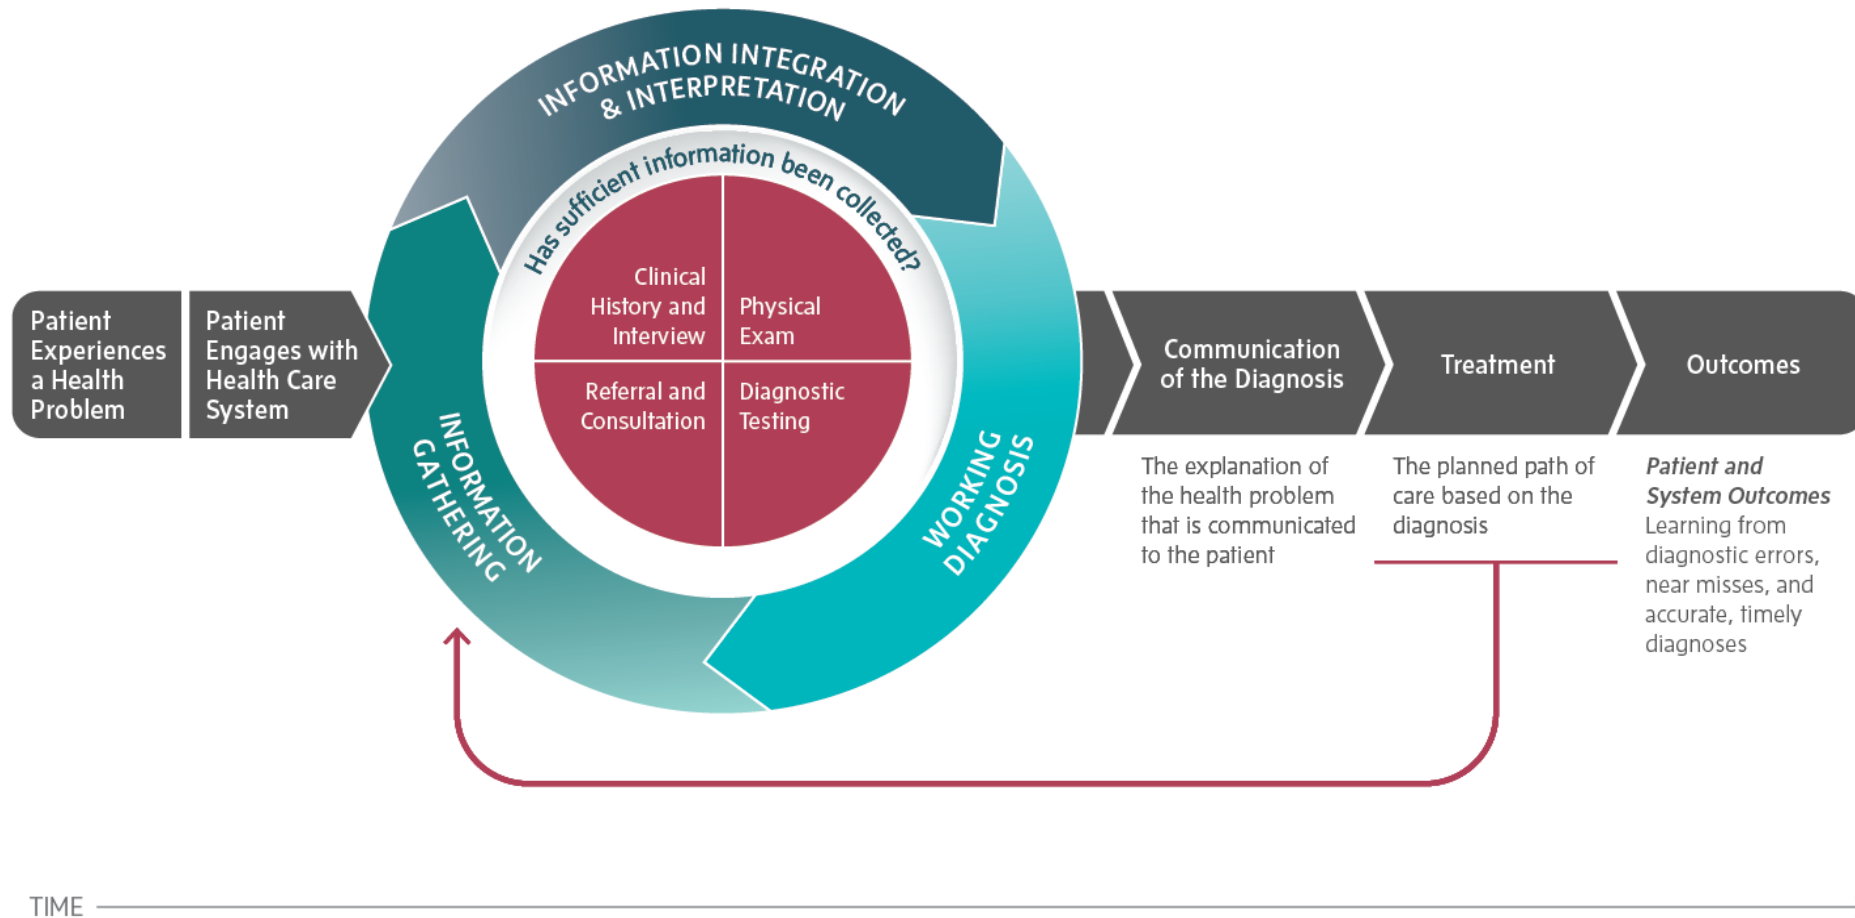 INFORMATION INTEGRATION
& INTERPRETATION
Has sufficient information been collected?
Patient
Experiences
a Health
Problem
Patient
Engages with
Health Care
System
Clinical
History and
Interview
Physical
Exam
Referral and
Consultation
Diagnostic
Testing
INFORMATION
GATHERING
WORKING
DIAGNOSIS
Communication
of the Diagnosis
The explanation of
the health problem
that is communicated
to the patient
Treatment
The planned path of
care based on the
diagnosis
Outcomes
Patient and
System Outcomes
Learning from
diagnostic errors,
near misses, and
accurate, timely
diagnoses
TIME